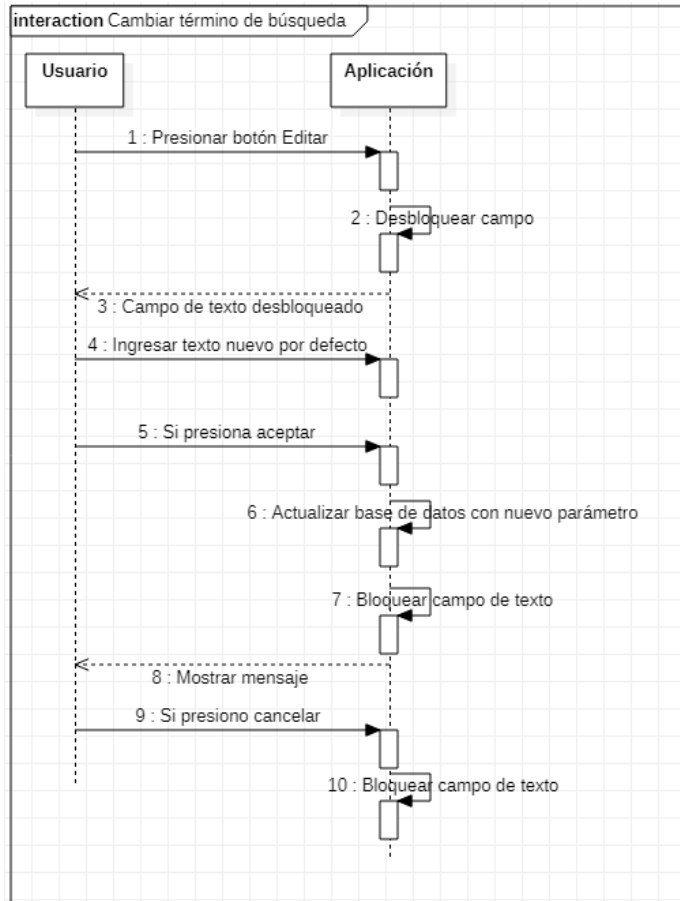 interaction Cambiar término de búsqueda
Usuario
Aplicación
1 : Presionar botón Editar
2 : Desbloquear campo
3 : Campo de texto desbloqueado
4 : Ingresar texto nuevo por defecto
5 : Si presiona aceptar
6 : Actualizar base de datos con nuevo parámetro
7 : Bloquear campo de texto
8 : Mostrar mensaje
9 : Si presiono cancelar
10 : Bloquear campo de texto